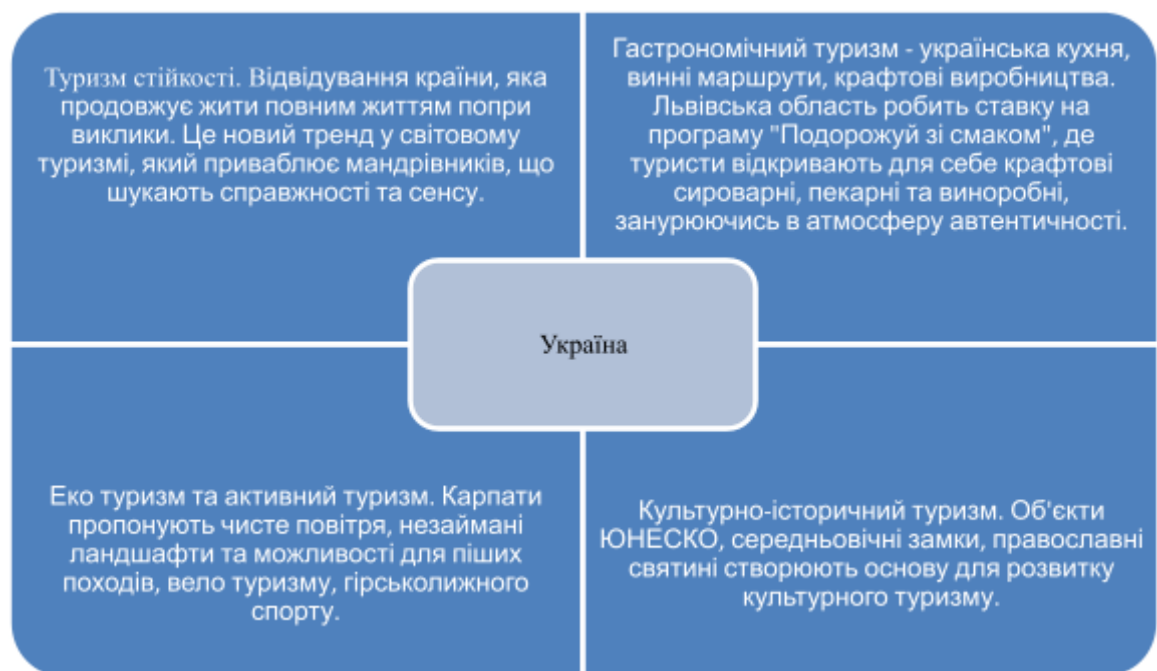 Туризм стійкості. Відвідування країни, яка
продовжує жити повним життям попри
виклики. Це новий тренд у світовому
туризмі, який приваблює мандрівників, що
шукають справжності та сенсу.
Гастрономічний туризм - українська кухня,
винні маршрути, крафтові виробництва.
Львівська область робить ставку на
програму "Подорожуй зі смаком", де
туристи відкривають для себе крафтові
сироварні, пекарні та виноробні,
занурюючись в атмосферу автентичності.
Україна
Еко туризм та активний туризм. Карпати
пропонують чисте повітря, незаймані
ландшафти та можливості для піших
походів, вело туризму, гірськолижного
спорту.
Культурно-історичний туризм. Об'єкти
ЮНЕСКО, середньовічні замки, православні
святині створюють основу для розвитку
культурного туризму.